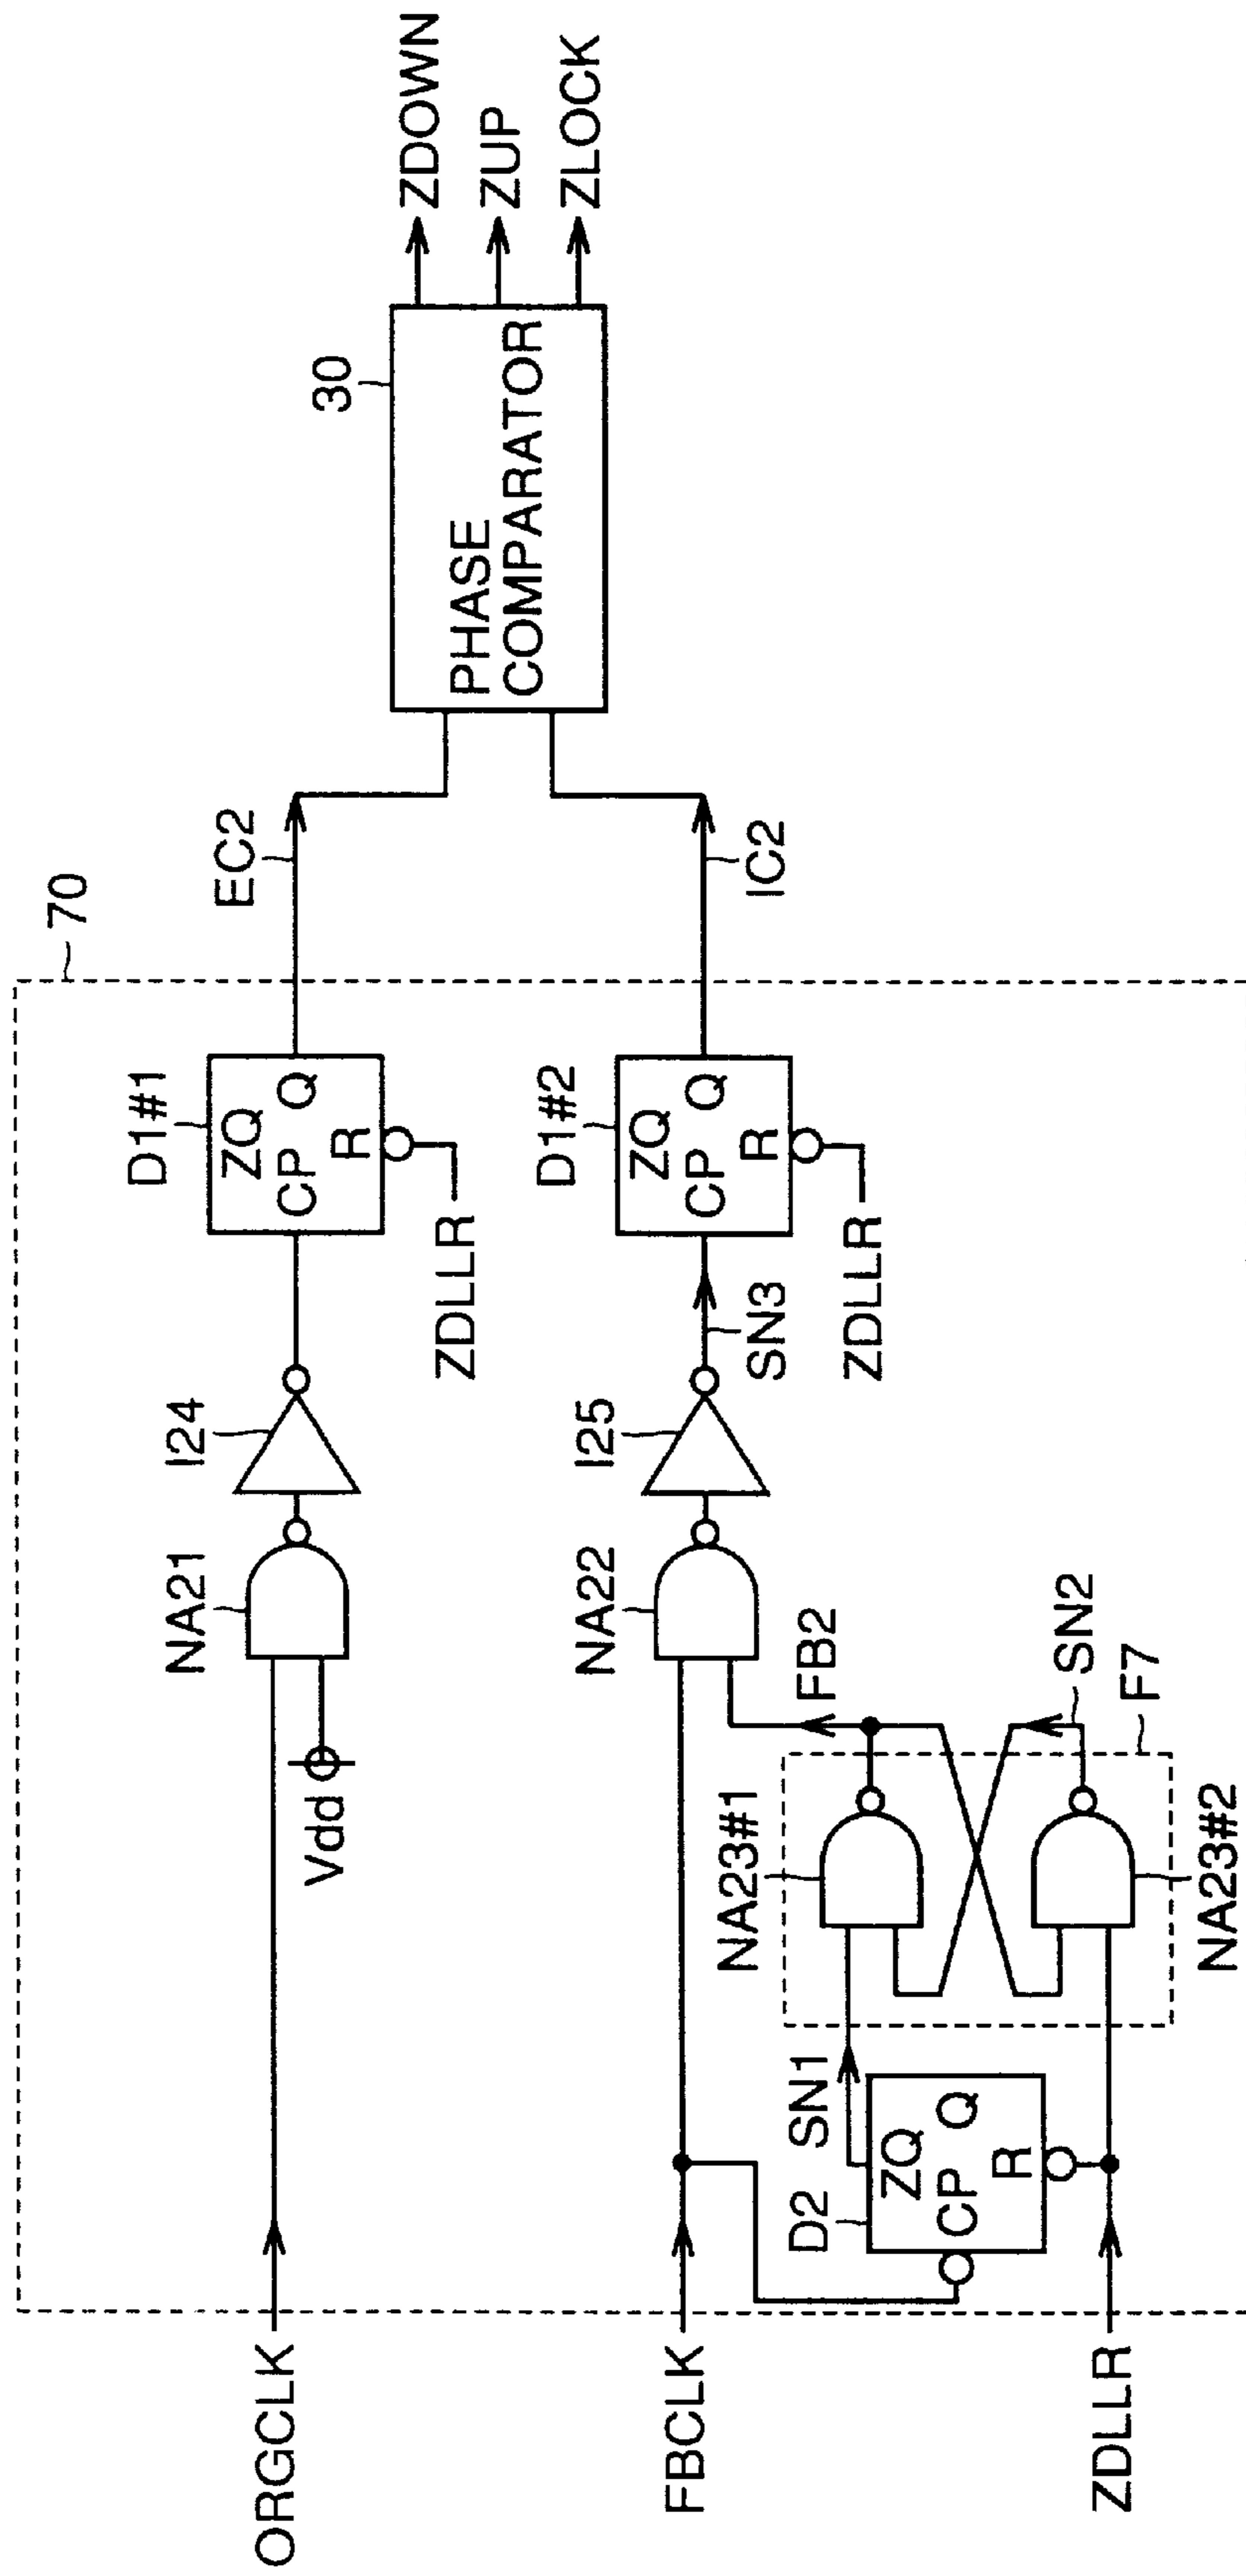 70
ORGCLK
Vdd
NA21
I24
D1#1
ZQ
CP Q
R
ZDLLR
EC2
30
PHASE
COMPARATOR
ZDOWN
ZUP
ZLOCK
FBCLK
NA22
I25
SN3
D1#2
ZQ
CP Q
R
ZDLLR
IC2
FB2
SN2
F7
NA23#1
NA23#2
SN1
D2
ZQ
CP Q
R
ZDLLR